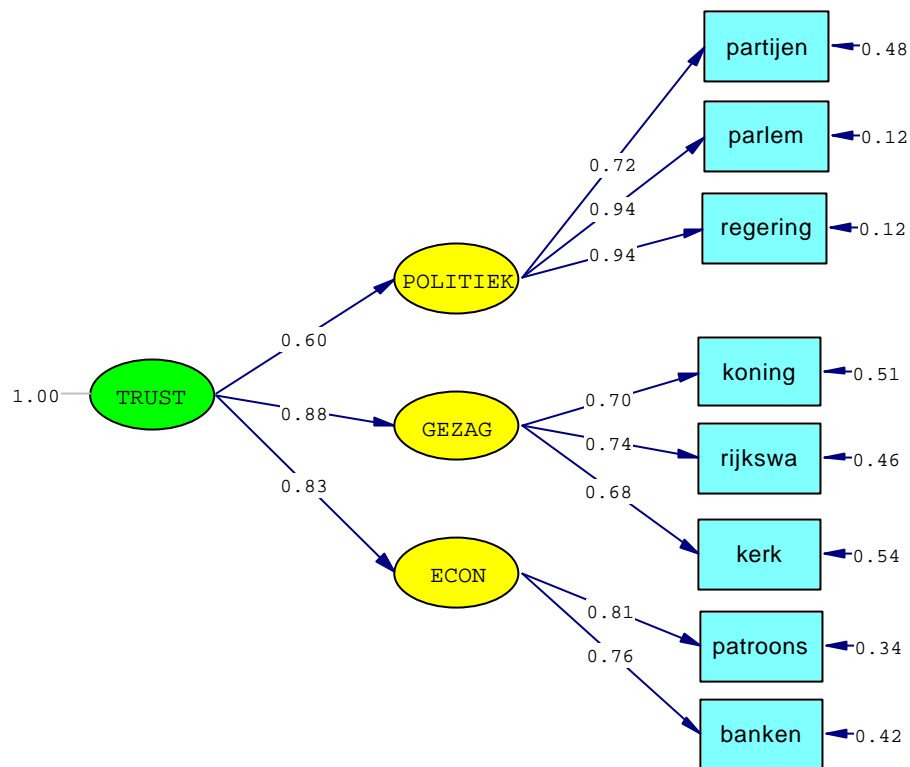 partijen
0.48
parlem
0.12
0.72
0.94
regering
0.12
0.94
POLITIEK
0.60
koning
0.51
1.00
TRUST
0.70
0.88
GEZAG
0.74
rijkswa
0.46
0.83
0.68
kerk
0.54
ECON
0.81
patroons
0.34
0.76
banken
0.42